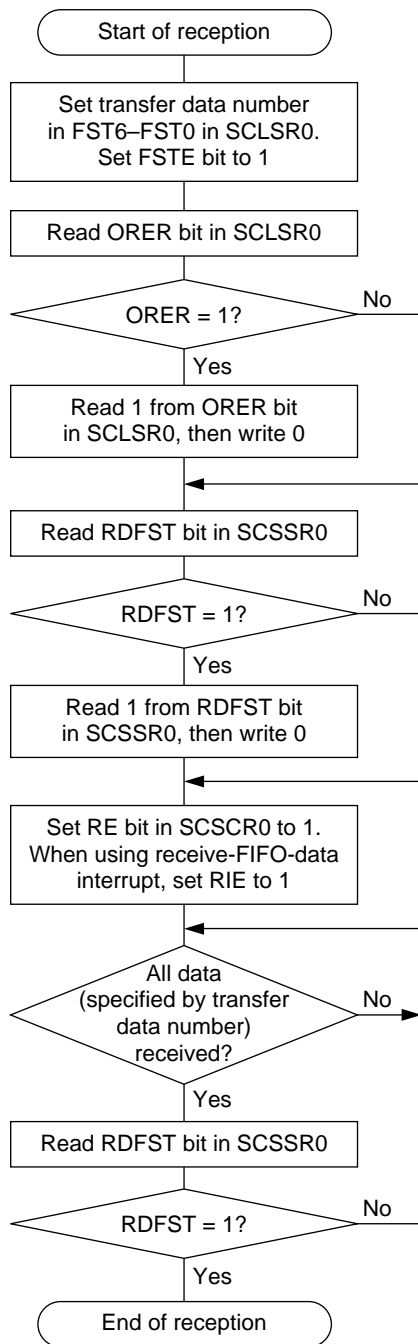 Start of reception
Set transfer data number
in FST6–FST0 in SCLSR0.
Set FSTE bit to 1
Read ORER bit in SCLSR0
ORER = 1?
No
Yes
Read 1 from ORER bit
in SCLSR0, then write 0
Read RDFST bit in SCSSR0
RDFST = 1?
No
Yes
Read 1 from RDFST bit
in SCSSR0, then write 0
Set RE bit in SCSCR0 to 1.
When using receive-FIFO-data
interrupt, set RIE to 1
All data
(specified by transfer
data number)
received?
No
Yes
Read RDFST bit in SCSSR0
RDFST = 1?
No
Yes
End of reception